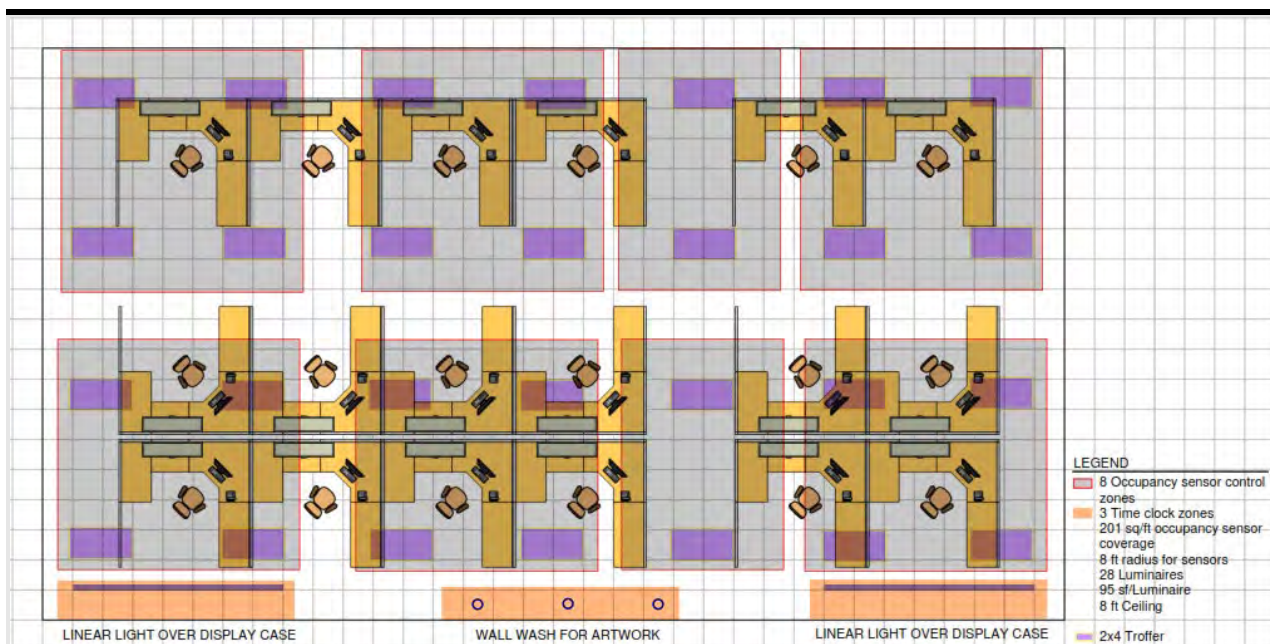 LEGEND
8 Occupancy sensor control
zones
3 Time clock zones
201 sq/ft occupancy sensor
coverage
8 ft radius for sensors
28 Luminaires
95 sf/Luminaire
8 ft Ceiling
2x4 Troffer
LINEAR LIGHT OVER DISPLAY CASE
WALL WASH FOR ARTWORK
LINEAR LIGHT OVER DISPLAY CASE